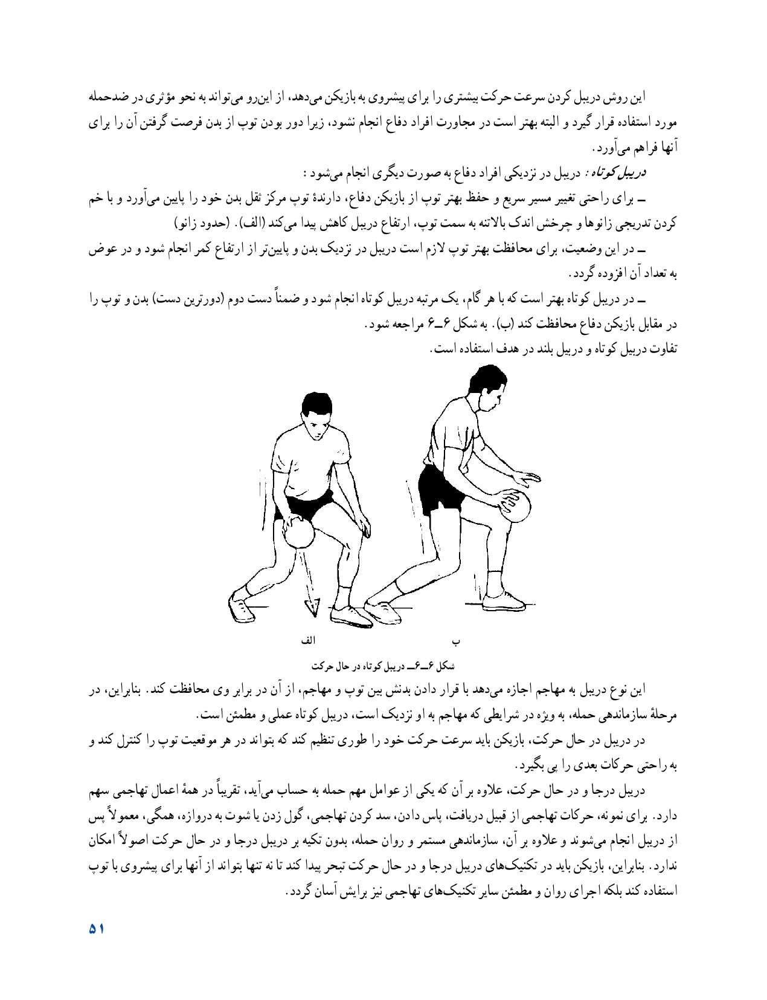 این روش دریبل کردن سرعت حرکت بیشتری را برای پیشروی به بازیکن می‌دهد، از این‌رو می‌تواند به نحو مؤثری در ضدحمله
مورد استفاده قرار گیرد و البته بهتر است در مجاورت افراد دفاع انجام نشود، زیرا دور بودن توپ از بدن فرصت گرفتن آن را برای
آنها فراهم می‌آورد.
دریبل کوتاه : دریبل در نزدیکی افراد دفاع به صورت دیگری انجام می‌شود :
ــ برای راحتی تغییر مسیر سریع و حفظ بهتر توپ از بازیکن دفاع، دارندهٔ توپ مرکز ثقل بدن خود را پایین می‌آورد و با خم
کردن تدریجی زانوها و چرخش اندک بالاتنه به سمت توپ، ارتفاع دریبل کاهش پیدا می‌کند (الف). (حدود زانو)
ــ در این وضعیت، برای محافظت بهتر توپ لازم است دریبل در نزدیک بدن و پایین‌تر از ارتفاع کمر انجام شود و در عوض
به تعداد آن افزوده گردد.
ــ در دریبل کوتاه بهتر است که با هر گام، یک مرتبه دریبل کوتاه انجام شود و ضمناً دست دوم (دورترین دست) بدن و توپ را
در مقابل بازیکن دفاع محافظت کند (ب). به شکل ۶ــ۶ مراجعه شود.
تفاوت دریبل کوتاه و دریبل بلند در هدف استفاده است.
الف
ب
شکل ۶ــ۶ــ دریبل کوتاه در حال حرکت
این نوع دریبل به مهاجم اجازه می‌دهد با قرار دادن بدنش بین توپ و مهاجم، از آن در برابر وی محافظت کند. بنابراین، در
مرحلهٔ سازماندهی حمله، به ویژه در شرایطی که مهاجم به او نزدیک است، دریبل کوتاه عملی و مطمئن است.
در دریبل در حال حرکت، بازیکن باید سرعت حرکت خود را طوری تنظیم کند که بتواند در هر موقعیت توپ را کنترل کند و
به راحتی حرکات بعدی را پی بگیرد.
دریبل درجا و در حال حرکت، علاوه بر آن که یکی از عوامل مهم حمله به حساب می‌آید، تقریباً در همهٔ اعمال تهاجمی سهم
دارد. برای نمونه، حرکات تهاجمی از قبیل دریافت، پاس دادن، سد کردن تهاجمی، گول زدن یا شوت به دروازه، همگی، معمولاً پس
از دریبل انجام می‌شوند و علاوه بر آن، سازماندهی مستمر و روان حمله، بدون تکیه بر دریبل درجا و در حال حرکت اصولاً امکان
ندارد. بنابراین، بازیکن باید در تکنیک‌های دریبل درجا و در حال حرکت تبحر پیدا کند تا نه تنها بتواند از آنها برای پیشروی با توپ
استفاده کند بلکه اجرای روان و مطمئن سایر تکنیک‌های تهاجمی نیز برایش آسان گردد.
۵۱